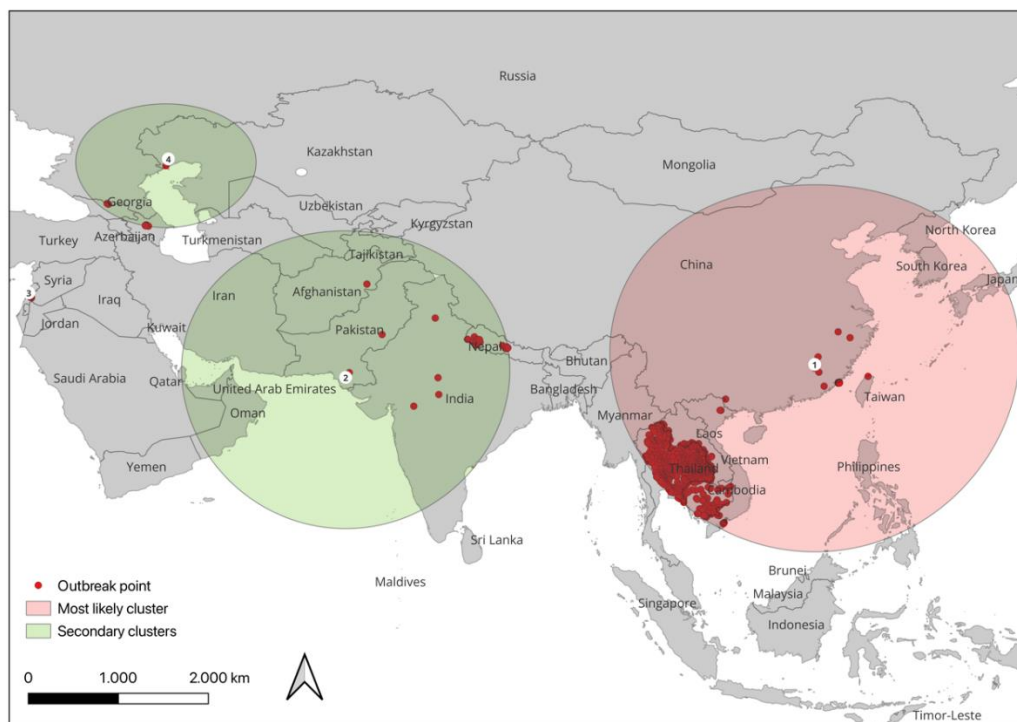 Russia
4
Kazakhstan
Mongolia
Georgia
Uzbekistan
Kyrgyzstan
North Korea
Turkey
Azerbaijan
Turkmenistan
Tajikistan
China
South Korea
Japan
Syria
3
Iran
Afghanistan
Iraq
Jordan
Kuwait
Pakistan
Nepal
Bhutan
1
Saudi Arabia
Qatar
United Arab Emirates
2
India
Bangladesh
Taiwan
Oman
Myanmar
Laos
Yemen
Thailand
Vietnam
Philippines
Cambodia
Sri Lanka
Maldives
Brunei
Malaysia
Singapore
Indonesia
Timor-Leste
Outbreak point
Most likely cluster
Secondary clusters
0 1.000 2.000 km